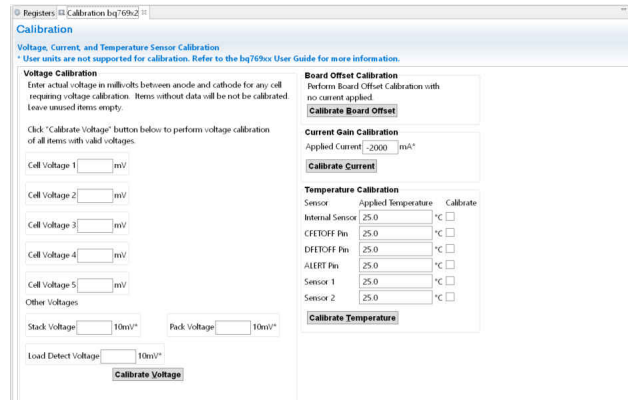 Registers Calibration bq769x2
Calibration
Voltage, Current, and Temperature Sensor Calibration
* User units are not supported for calibration. Refer to the bq769xx User Guide for more information.
Voltage Calibration
Enter actual voltage in millivolts between anode and cathode for any cell
requiring voltage calibration. Items without data will be not be calibrated.
Leave unused items empty.
Click "Calibrate Voltage" button below to perform voltage calibration
of all items with valid voltages.
Cell Voltage 1 mV
Cell Voltage 2 mV
Cell Voltage 3 mV
Cell Voltage 4 mV
Cell Voltage 5 mV
Other Voltages
Stack Voltage 10mV* Pack Voltage 10mV*
Load Detect Voltage 10mV*
Calibrate Voltage
Board Offset Calibration
Perform Board Offset Calibration with
no current applied.
Calibrate Board Offset
Current Gain Calibration
Applied Current -2000 mA*
Calibrate Current
Temperature Calibration
Sensor Applied Temperature Calibrate
Internal Sensor 25.0 °C
CFETOFF Pin 25.0 °C
DFETOFF Pin 25.0 °C
ALERT Pin 25.0 °C
Sensor 1 25.0 °C
Sensor 2 25.0 °C
Calibrate Temperature